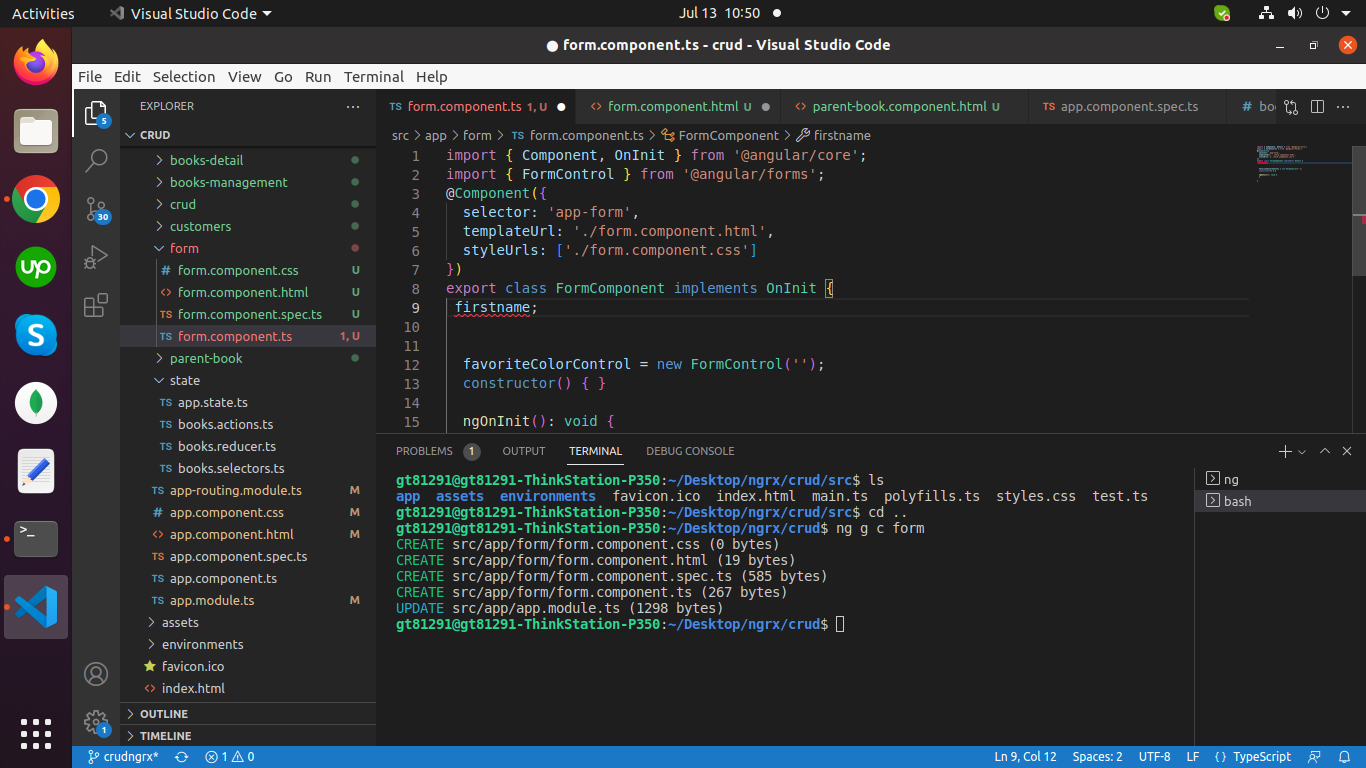 Activities
Visual Studio Code
Jul 13 10:50
● form.component.ts - crud - Visual Studio Code
File Edit Selection View Go Run Terminal Help
EXPLORER ...
TS form.component.ts 1, U ●
<> form.component.html U ●
<> parent-book.component.html U
TS app.component.spec.ts
# bo
5
30
1
CRUD
books-detail
books-management
crud
customers
form
# form.component.css U
<> form.component.html U
TS form.component.spec.ts U
TS form.component.ts 1, U
parent-book
state
TS app.state.ts
TS books.actions.ts
TS books.reducer.ts
TS books.selectors.ts
TS app-routing.module.ts M
# app.component.css M
<> app.component.html M
TS app.component.spec.ts
TS app.component.ts
TS app.module.ts M
assets
environments
favicon.ico
<> index.html
OUTLINE
TIMELINE
src > app > form > TS form.component.ts > FormComponent > firstname
1 import { Component, OnInit } from '@angular/core';
2 import { FormControl } from '@angular/forms';
3 @Component({
4 selector: 'app-form',
5 templateUrl: './form.component.html',
6 styleUrls: ['./form.component.css']
7 })
8 export class FormComponent implements OnInit {
9 firstname;
10
11
12 favoriteColorControl = new FormControl('');
13 constructor() { }
14
15 ngOnInit(): void {
PROBLEMS 1 OUTPUT TERMINAL DEBUG CONSOLE
gt81291@gt81291-ThinkStation-P350:~/Desktop/ngrx/crud/src$ ls
app assets environments favicon.ico index.html main.ts polyfills.ts styles.css test.ts
gt81291@gt81291-ThinkStation-P350:~/Desktop/ngrx/crud/src$ cd ..
gt81291@gt81291-ThinkStation-P350:~/Desktop/ngrx/crud$ ng g c form
CREATE src/app/form/form.component.css (0 bytes)
CREATE src/app/form/form.component.html (19 bytes)
CREATE src/app/form/form.component.spec.ts (585 bytes)
CREATE src/app/form/form.component.ts (267 bytes)
UPDATE src/app/app.module.ts (1298 bytes)
gt81291@gt81291-ThinkStation-P350:~/Desktop/ngrx/crud$
ng
bash
up
S
>_
crudngrx* 1 0
Ln 9, Col 12 Spaces: 2 UTF-8 LF {} TypeScript